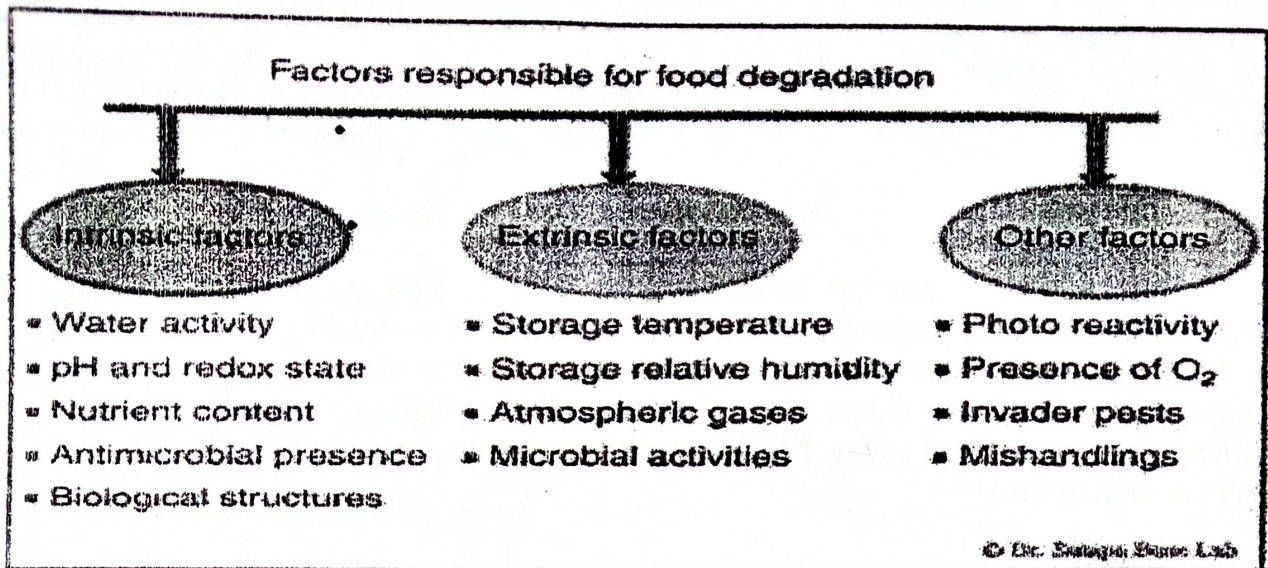 Factors responsible for food degradation
Intrinsic factors
▪ Water activity
▪ pH and redox state
▪ Nutrient content
▪ Antimicrobial presence
▪ Biological structures
Extrinsic factors
▪ Storage temperature
▪ Storage relative humidity
▪ Atmospheric gases
▪ Microbial activities
Other factors
▪ Photo reactivity
▪ Presence of O₂
▪ Invader pests
▪ Mishandlings
© Dr. Lab